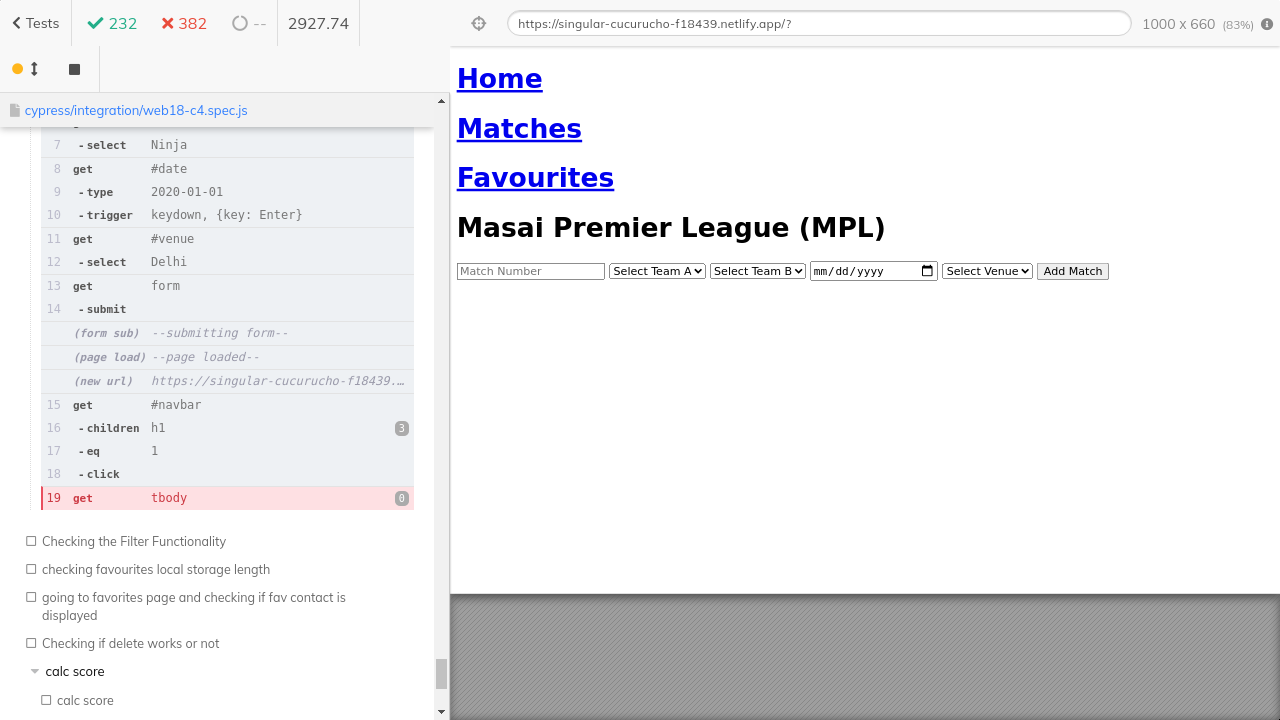 Tests
232
382
--
2927.74
https://singular-cucurucho-f18439.netlify.app/?
1000 x 660 (83%)
cypress/integration/web18-c4.spec.js
7 -select Ninja
8 get #date
9 -type 2020-01-01
10 -trigger keydown, {key: Enter}
11 get #venue
12 -select Delhi
13 get form
14 -submit
(form sub) --submitting form--
(page load) --page loaded--
(new url) https://singular-cucurucho-f18439.…
15 get #navbar
16 -children h1 3
17 -eq 1
18 -click
19 get tbody 0
Checking the Filter Functionality
checking favourites local storage length
going to favorites page and checking if fav contact is
displayed
Checking if delete works or not
calc score
calc score
Home
Matches
Favourites
Masai Premier League (MPL)
Match Number Select Team A Select Team B mm/dd/yyyy Select Venue Add Match